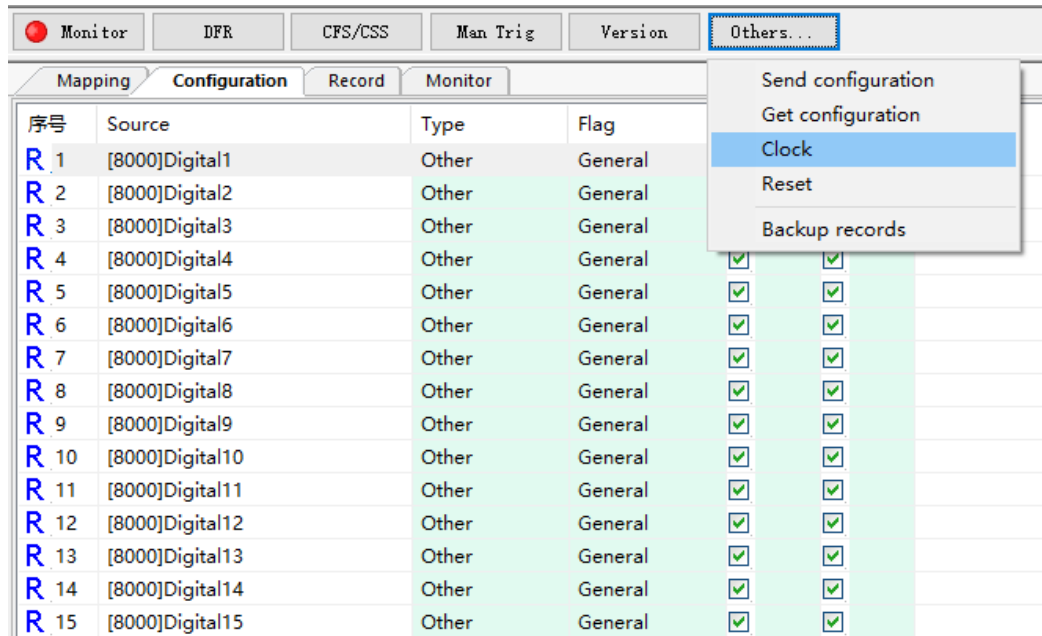 Monitor DFR CFS/CSS Man Trig Version Others...
Mapping Configuration Record Monitor
Send configuration
Get configuration
Clock
Reset
Backup records
序号 Source Type Flag
R 1 [8000]Digital1 Other General
R 2 [8000]Digital2 Other General
R 3 [8000]Digital3 Other General
R 4 [8000]Digital4 Other General
R 5 [8000]Digital5 Other General
R 6 [8000]Digital6 Other General
R 7 [8000]Digital7 Other General
R 8 [8000]Digital8 Other General
R 9 [8000]Digital9 Other General
R 10 [8000]Digital10 Other General
R 11 [8000]Digital11 Other General
R 12 [8000]Digital12 Other General
R 13 [8000]Digital13 Other General
R 14 [8000]Digital14 Other General
R 15 [8000]Digital15 Other General